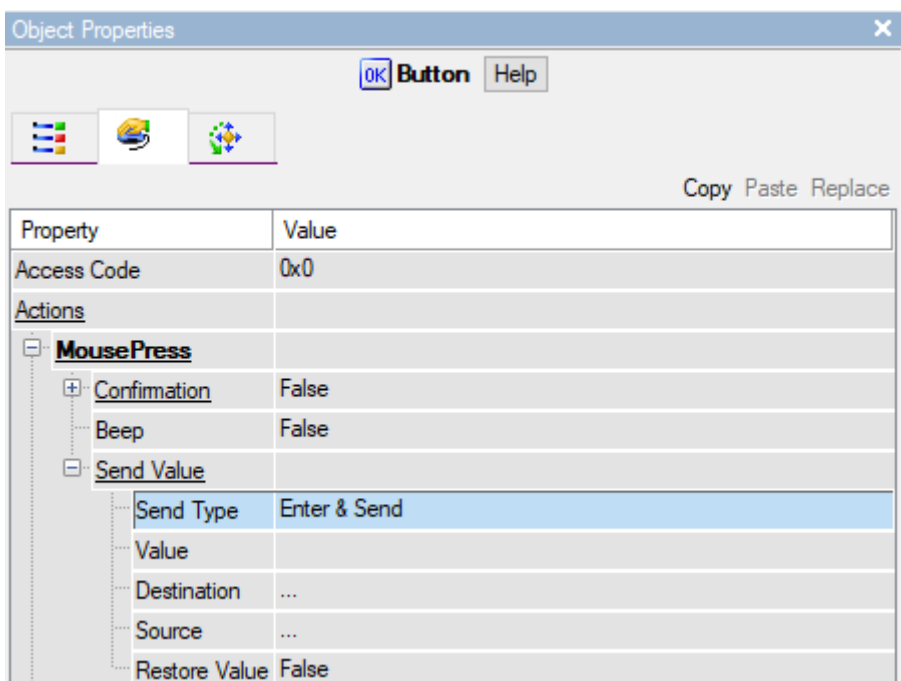 Object Properties
OK Button Help
Copy Paste Replace
Property Value
Access Code 0x0
Actions
MousePress
Confirmation False
Beep False
Send Value
Send Type Enter & Send
Value
Destination ...
Source ...
Restore Value False